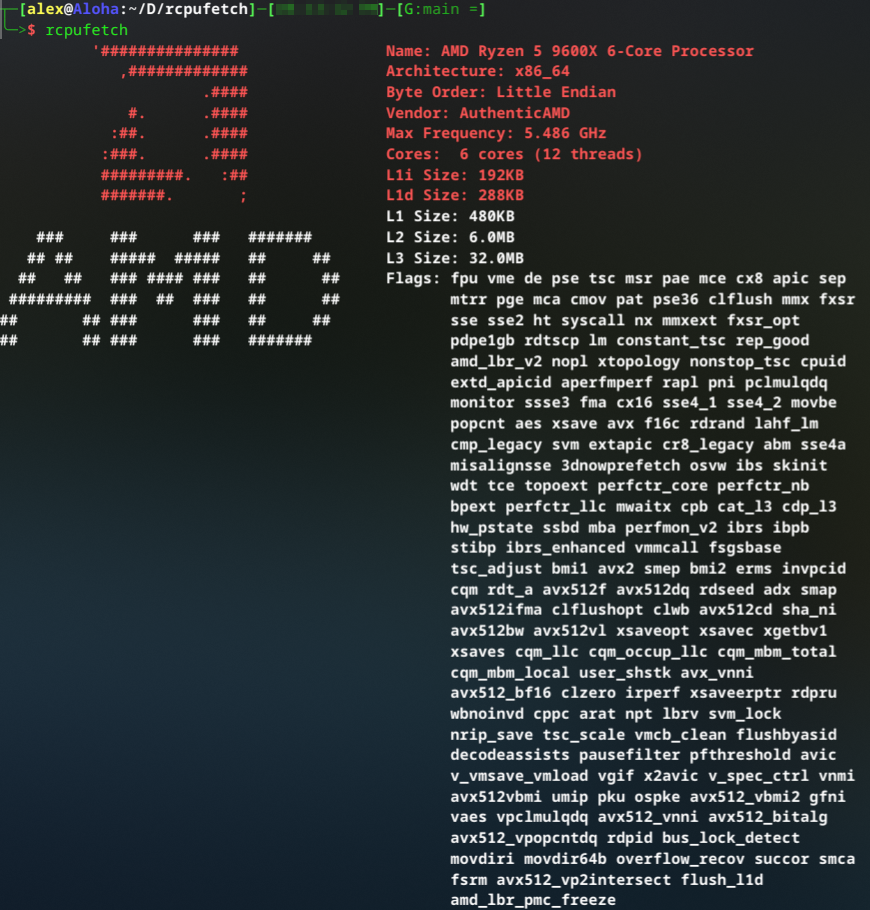 [alex@Aloha:~/D/rcpufetch]─[G:main =]
╰─>$ rcpufetch
Name: AMD Ryzen 5 9600X 6-Core Processor
Architecture: x86_64
Byte Order: Little Endian
Vendor: AuthenticAMD
Max Frequency: 5.486 GHz
Cores:  6 cores (12 threads)
L1i Size: 192KB
L1d Size: 288KB
L1 Size: 480KB
L2 Size: 6.0MB
L3 Size: 32.0MB
AMD
Flags: fpu vme de pse tsc msr pae mce cx8 apic sep
mtrr pge mca cmov pat pse36 clflush mmx fxsr
sse sse2 ht syscall nx mmxext fxsr_opt
pdpe1gb rdtscp lm constant_tsc rep_good
amd_lbr_v2 nopl xtopology nonstop_tsc cpuid
extd_apicid aperfmperf rapl pni pclmulqdq
monitor ssse3 fma cx16 sse4_1 sse4_2 movbe
popcnt aes xsave avx f16c rdrand lahf_lm
cmp_legacy svm extapic cr8_legacy abm sse4a
misalignsse 3dnowprefetch osvw ibs skinit
wdt tce topoext perfctr_core perfctr_nb
bpext perfctr_llc mwaitx cpb cat_l3 cdp_l3
hw_pstate ssbd mba perfmon_v2 ibrs ibpb
stibp ibrs_enhanced vmmcall fsgsbase
tsc_adjust bmi1 avx2 smep bmi2 erms invpcid
cqm rdt_a avx512f avx512dq rdseed adx smap
avx512ifma clflushopt clwb avx512cd sha_ni
avx512bw avx512vl xsaveopt xsavec xgetbv1
xsaves cqm_llc cqm_occup_llc cqm_mbm_total
cqm_mbm_local user_shstk avx_vnni
avx512_bf16 clzero irperf xsaveerptr rdpru
wbnoinvd cppc arat npt lbrv svm_lock
nrip_save tsc_scale vmcb_clean flushbyasid
decodeassists pausefilter pfthreshold avic
v_vmsave_vmload vgif x2avic v_spec_ctrl vnmi
avx512vbmi umip pku ospke avx512_vbmi2 gfni
vaes vpclmulqdq avx512_vnni avx512_bitalg
avx512_vpopcntdq rdpid bus_lock_detect
movdiri movdir64b overflow_recov succor smca
fsrm avx512_vp2intersect flush_l1d
amd_lbr_pmc_freeze